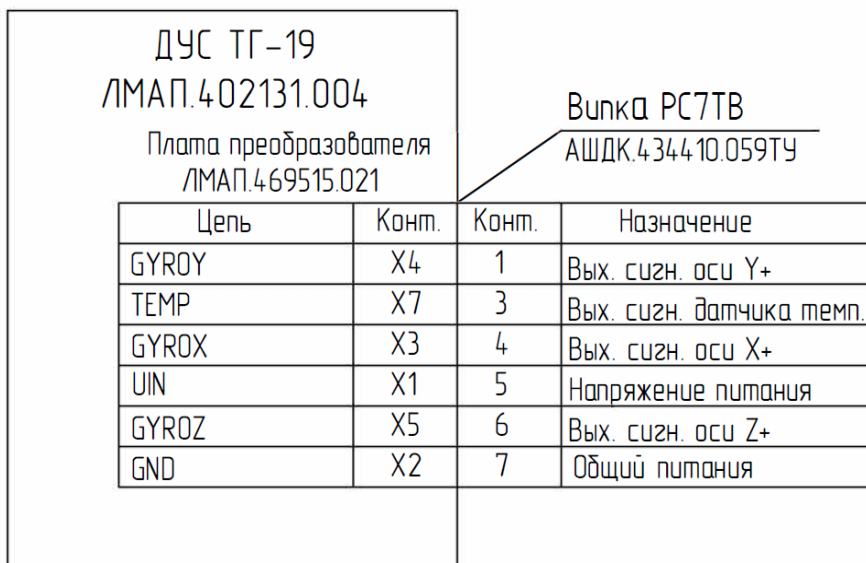 ДУС ТГ-19
ЛМАП.402131.004
Вилка РС7ТВ
АШДК.434410.059ТУ
Плата преобразователя
ЛМАП.469515.021
Цепь Конт. Конт. Назначение
GYROY X4 1 Вых. сигн. оси Y+
TEMP X7 3 Вых. сигн. датчика темп.
GYROX X3 4 Вых. сигн. оси X+
UIN X1 5 Напряжение питания
GYROZ X5 6 Вых. сигн. оси Z+
GND X2 7 Общий питания